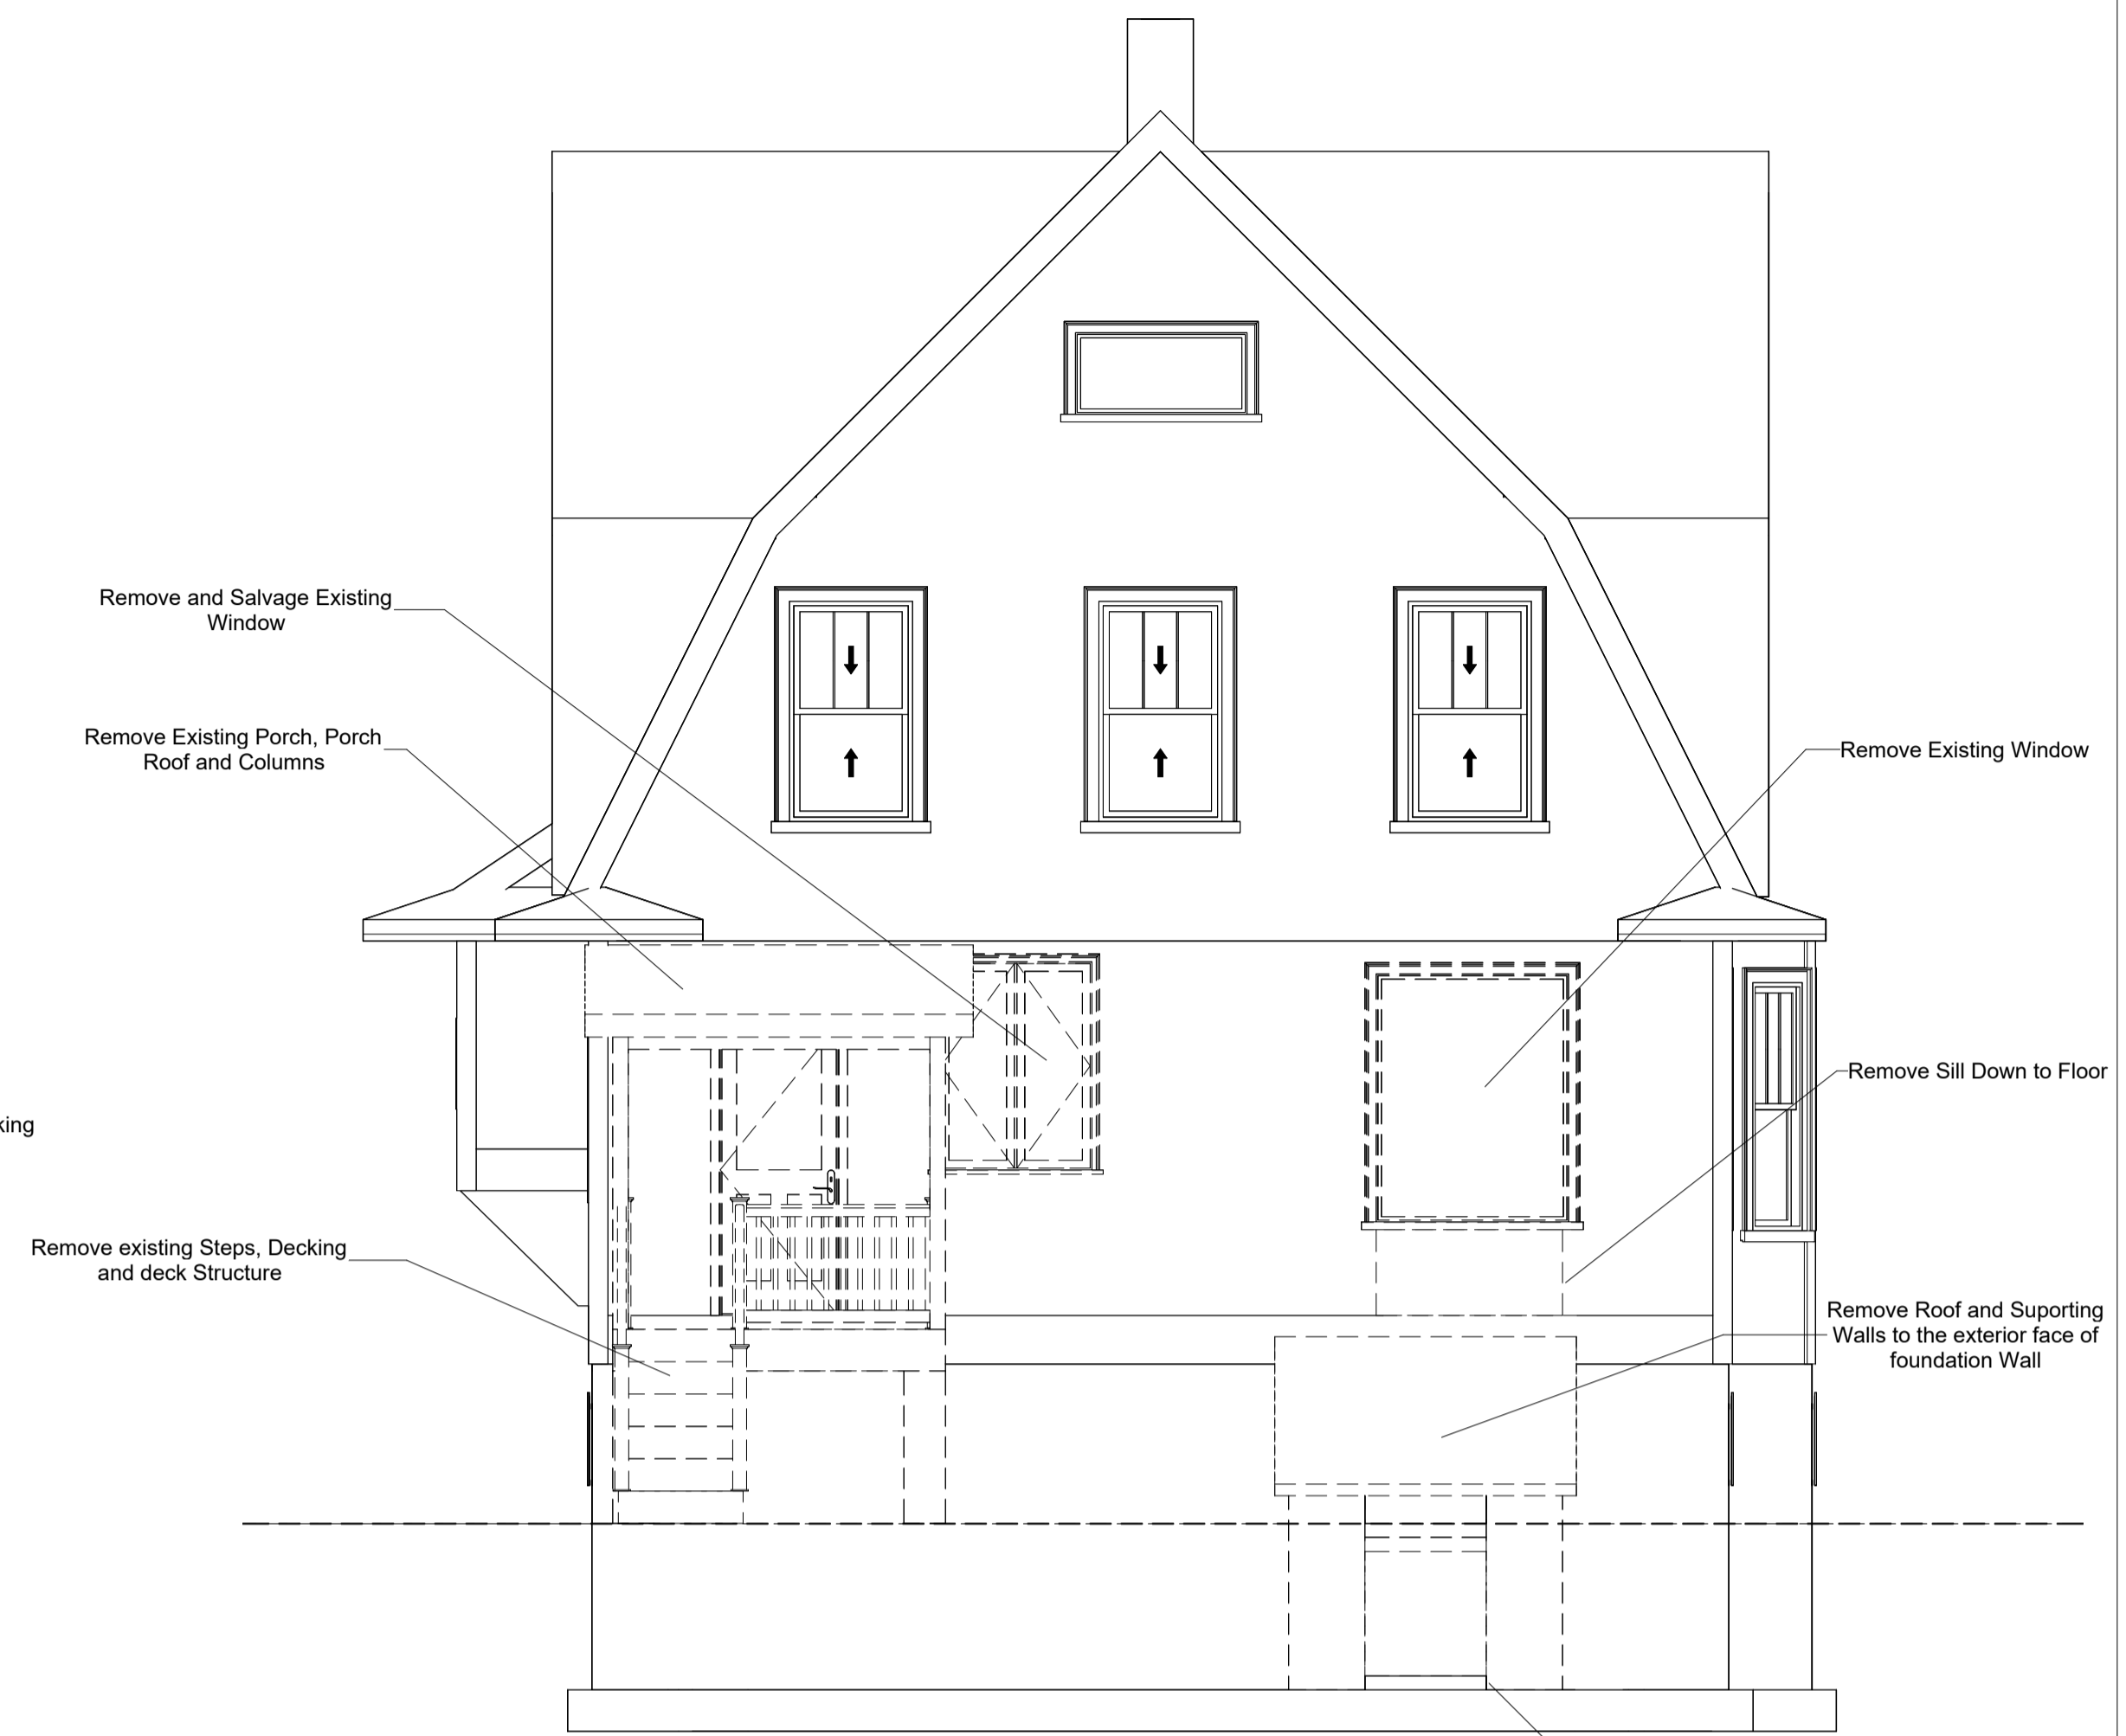 Remove and Salvage Existing
Window
Remove Existing Porch, Porch
Roof and Columns
Remove Existing Window
Remove Sill Down to Floor
Remove existing Steps, Decking
and deck Structure
Remove Roof and Suporting
Walls to the exterior face of
foundation Wall